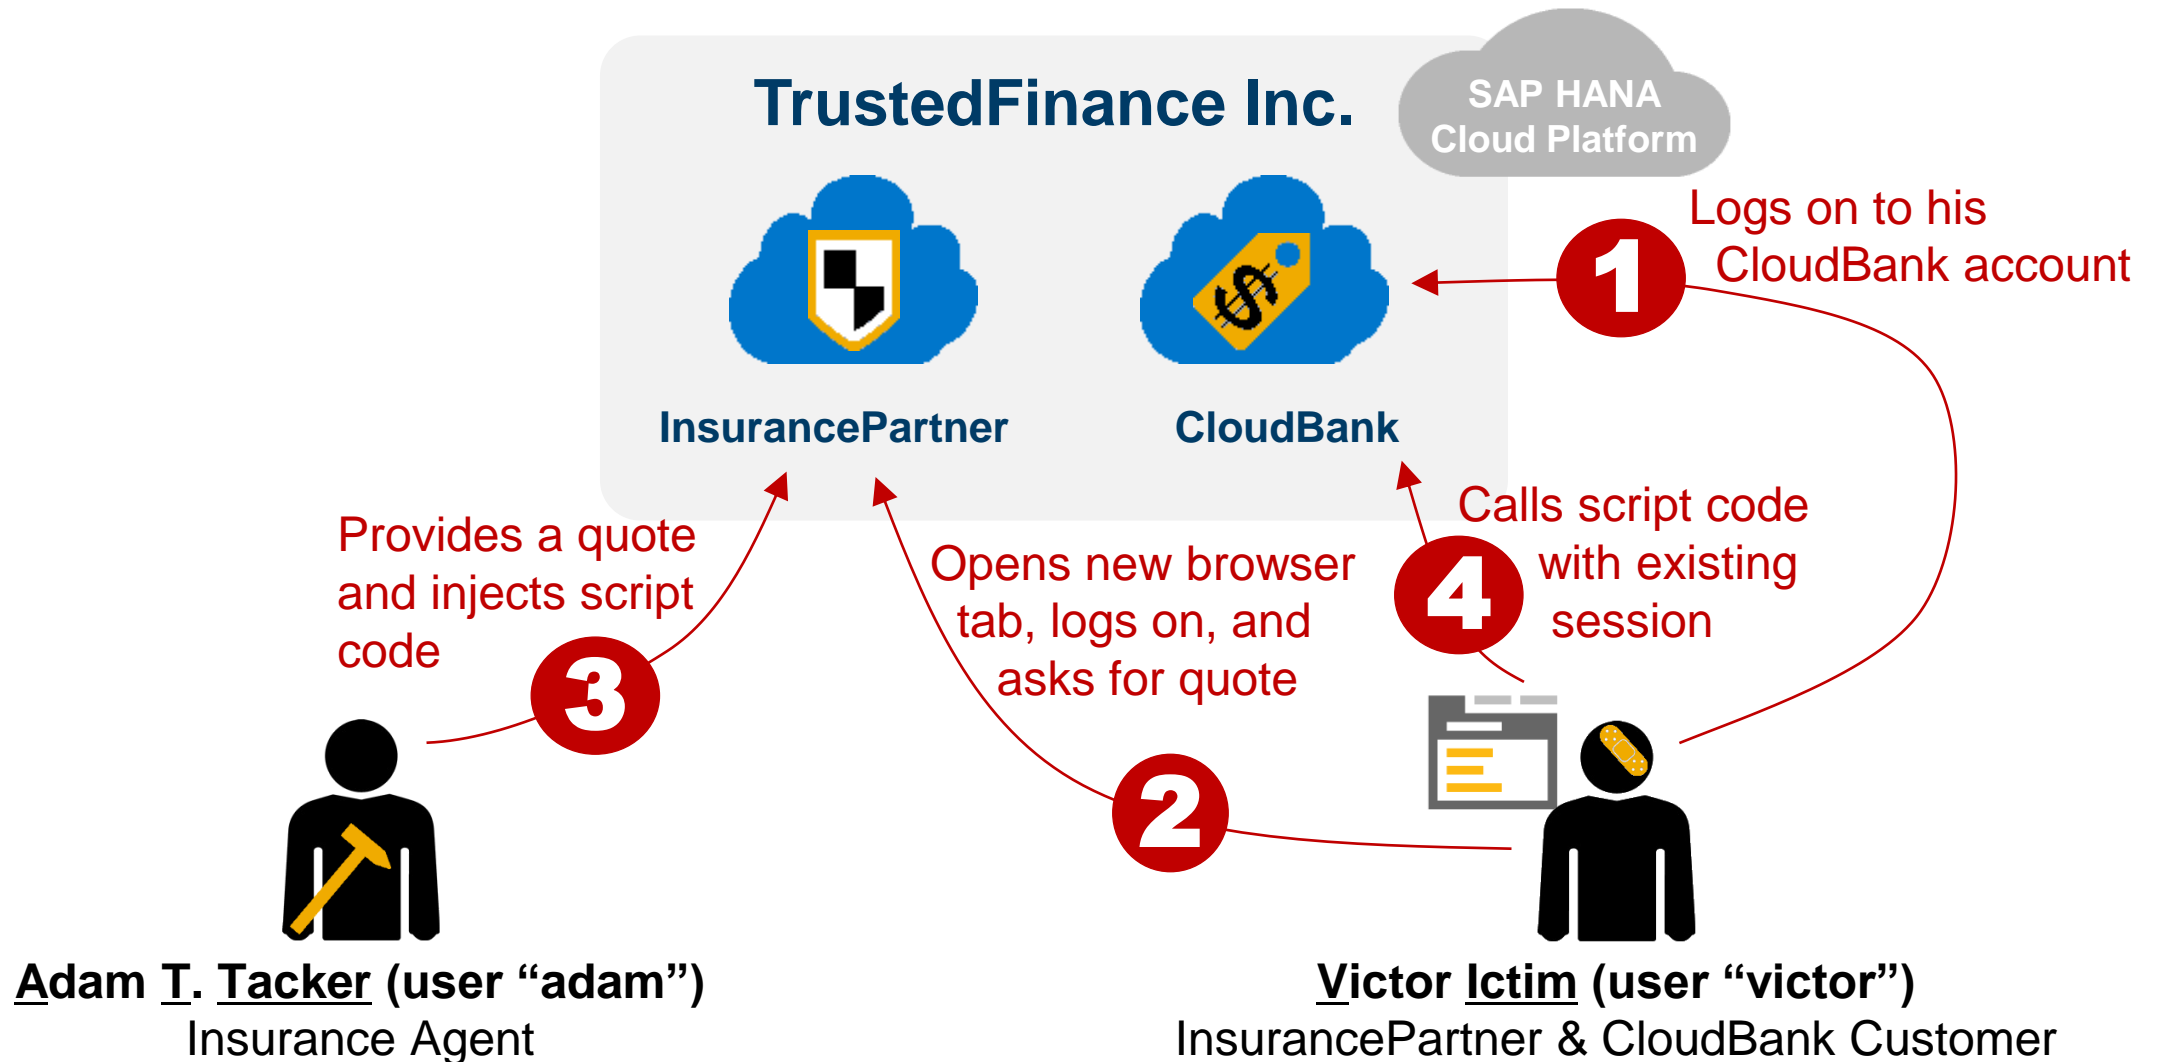 TrustedFinance Inc.
SAP HANA
Cloud Platform
InsurancePartner
CloudBank
1
Logs on to his
CloudBank account
Provides a quote
and injects script
code
3
Opens new browser
tab, logs on, and
asks for quote
2
Calls script code
with existing
session
4
Adam T. Tacker (user “adam”)
Insurance Agent
Victor Ictim (user “victor”)
InsurancePartner & CloudBank Customer